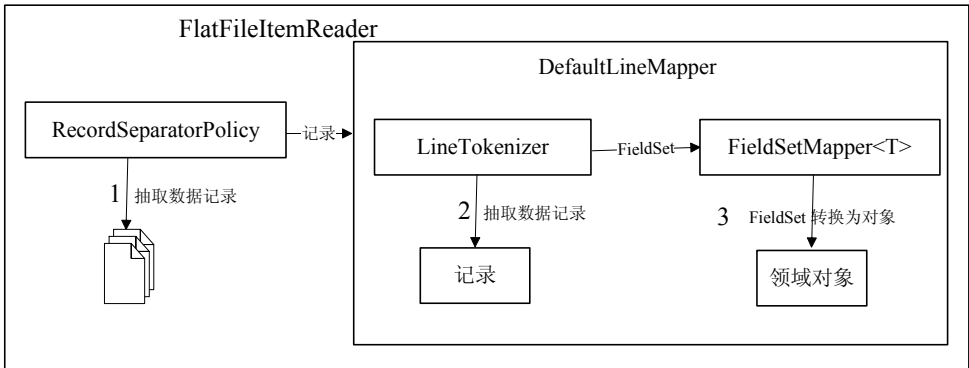 FlatFileItemReader
DefaultLineMapper
RecordSeparatorPolicy
记录
LineTokenizer
FieldSet
FieldSetMapper<T>
1 抽取数据记录
2 抽取数据记录
3 FieldSet 转换为对象
记录
领域对象